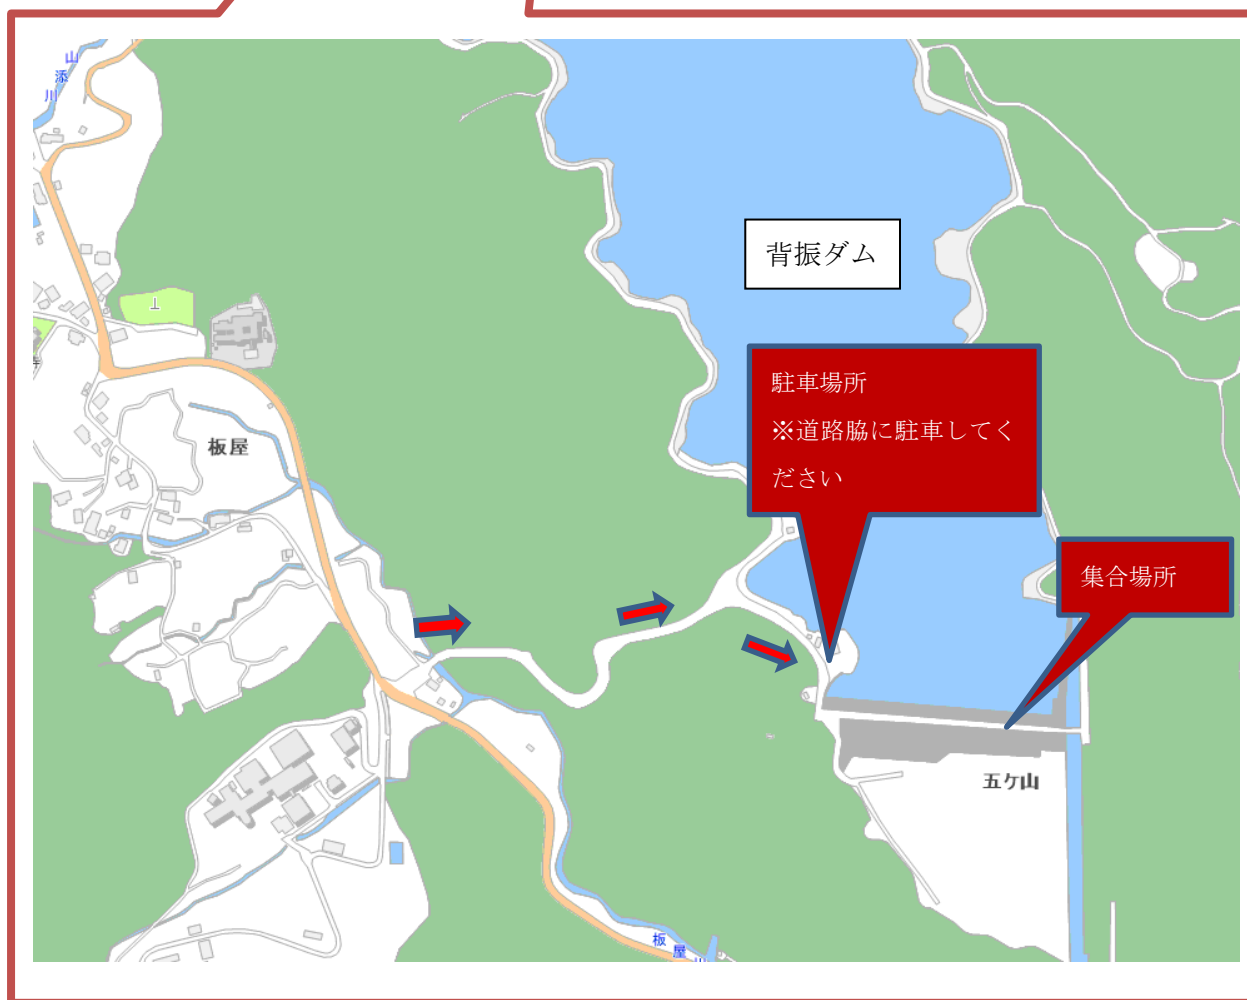 山添川
背振ダム
駐車場所
※道路脇に駐車してく
ださい
板屋
集合場所
五ケ山
板屋